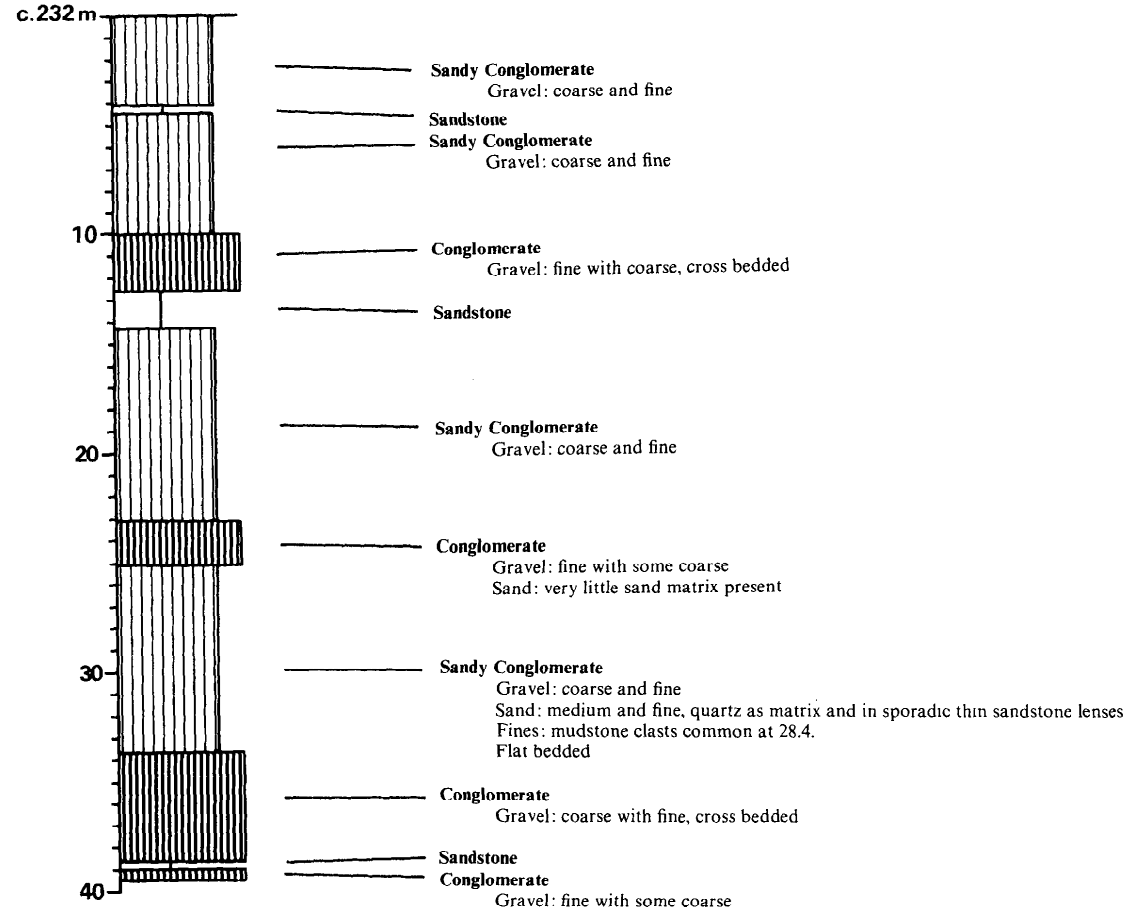 c.232 m
Sandy Conglomerate
Gravel: coarse and fine
Sandstone
Sandy Conglomerate
Gravel: coarse and fine
10
Conglomerate
Gravel: fine with coarse, cross bedded
Sandstone
Sandy Conglomerate
20
Gravel: coarse and fine
Conglomerate
Gravel: fine with some coarse
Sand: very little sand matrix present
30
Sandy Conglomerate
Gravel: coarse and fine
Sand: medium and fine, quartz as matrix and in sporadic thin sandstone lenses
Fines: mudstone clasts common at 28.4.
Flat bedded
Conglomerate
Gravel: coarse with fine, cross bedded
Sandstone
Conglomerate
40
Gravel: fine with some coarse